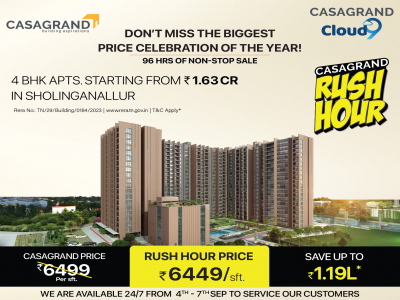 CASAGRAND
building aspirations
DON'T MISS THE BIGGEST
PRICE CELEBRATION OF THE YEAR!
96 HRS OF NON-STOP SALE
CASAGRAND
Cloud9
4 BHK APTS. STARTING FROM ₹ 1.63 CR
IN SHOLINGANALLUR
Rera No.: TN/29/Building/0184/2023 | www.rera.tn.gov.in | T&C Apply*
CASAGRAND
RUSH
HOUR
CASAGRAND PRICE
₹6499
Per sft.
RUSH HOUR PRICE
₹6449/sft.
SAVE UP TO
₹1.19L*
WE ARE AVAILABLE 24/7 FROM 4TH - 7TH SEP TO SERVICE OUR CUSTOMERS